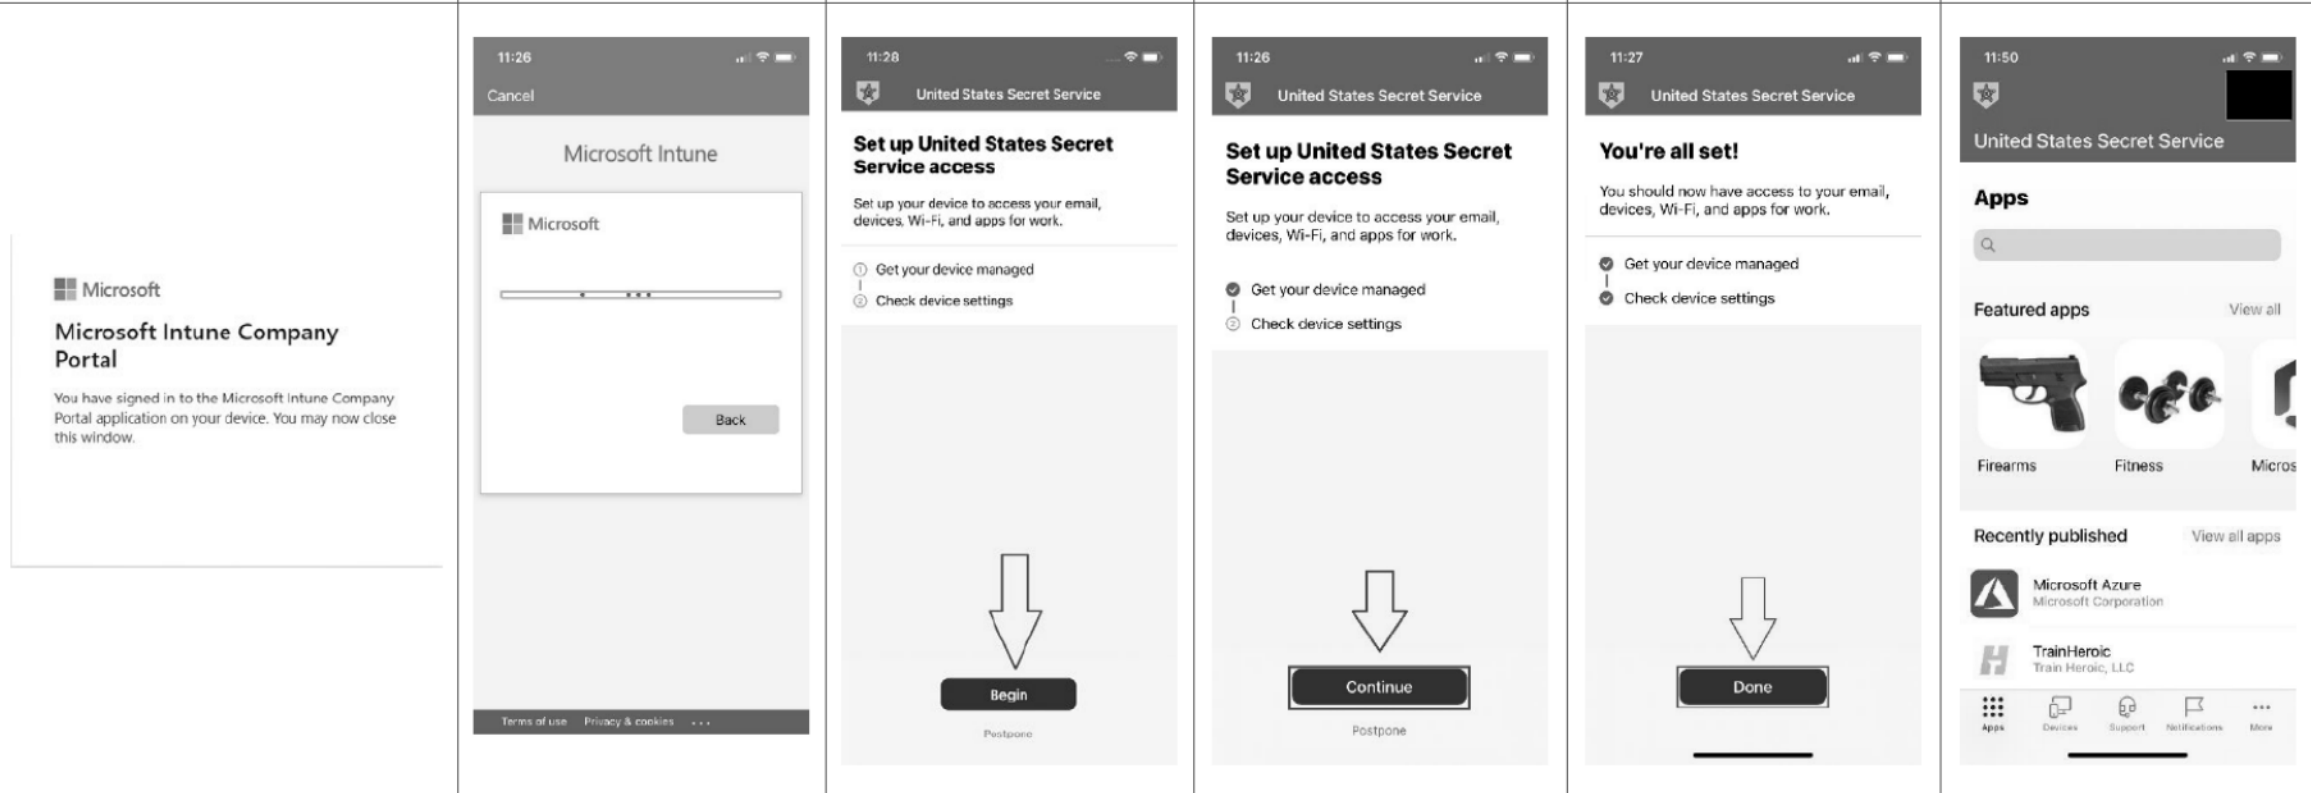 Microsoft
Microsoft Intune Company
Portal
You have signed in to the Microsoft Intune Company
Portal application on your device. You may now close
this window.
11:26
Cancel
Microsoft Intune
Microsoft
Back
Terms of use Privacy & cookies ...
11:28
United States Secret Service
Set up United States Secret
Service access
Set up your device to access your email,
devices, Wi-Fi, and apps for work.
1 Get your device managed
2 Check device settings
Begin
Postpone
11:26
United States Secret Service
Set up United States Secret
Service access
Set up your device to access your email,
devices, Wi-Fi, and apps for work.
Get your device managed
2 Check device settings
Continue
Postpone
11:27
United States Secret Service
You're all set!
You should now have access to your email,
devices, Wi-Fi, and apps for work.
Get your device managed
Check device settings
Done
11:50
United States Secret Service
Apps
Featured apps View all
Firearms Fitness Micros
Recently published View all apps
Microsoft Azure
Microsoft Corporation
TrainHeroic
Train Heroic, LLC
Apps Devices Support Notifications More